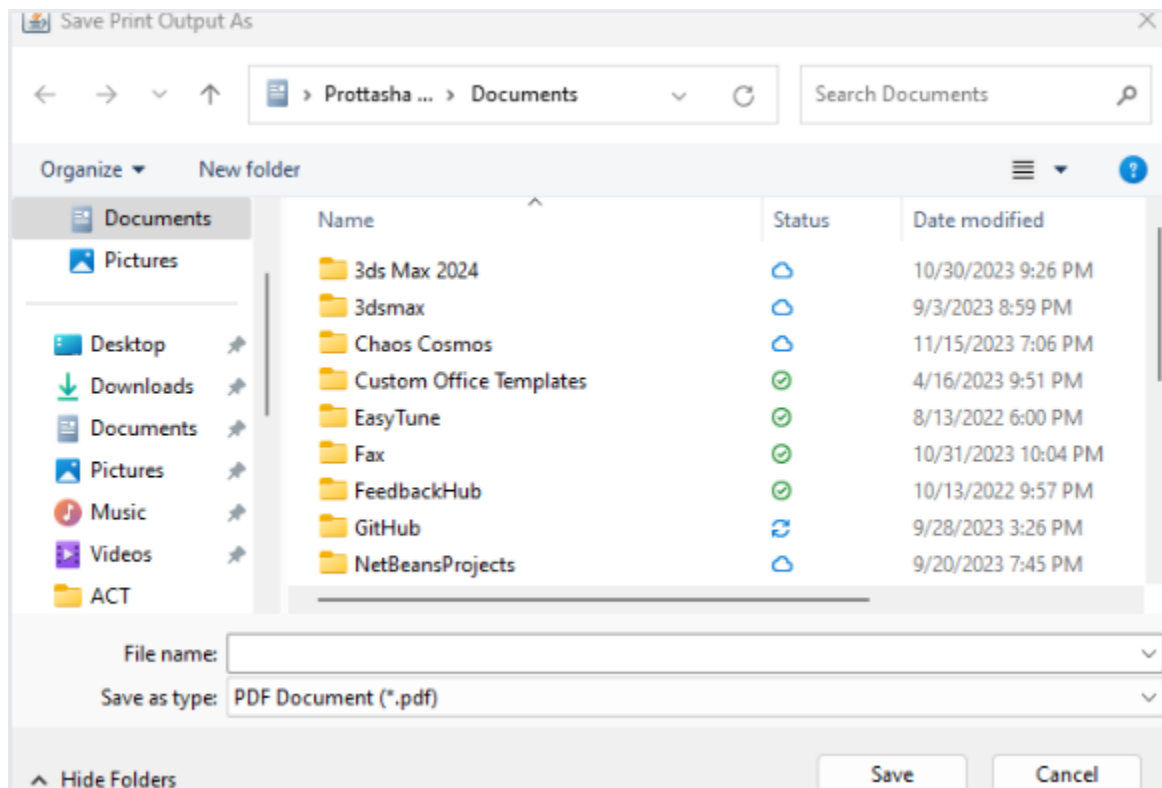 Save Print Output As
Prottasha ... > Documents
Search Documents
Organize
New folder
Documents
Pictures
Desktop
Downloads
Documents
Pictures
Music
Videos
ACT
Name Status Date modified
3ds Max 2024 10/30/2023 9:26 PM
3dsmax 9/3/2023 8:59 PM
Chaos Cosmos 11/15/2023 7:06 PM
Custom Office Templates 4/16/2023 9:51 PM
EasyTune 8/13/2022 6:00 PM
Fax 10/31/2023 10:04 PM
FeedbackHub 10/13/2022 9:57 PM
GitHub 9/28/2023 3:26 PM
NetBeansProjects 9/20/2023 7:45 PM
File name:
Save as type: PDF Document (*.pdf)
Hide Folders
Save
Cancel